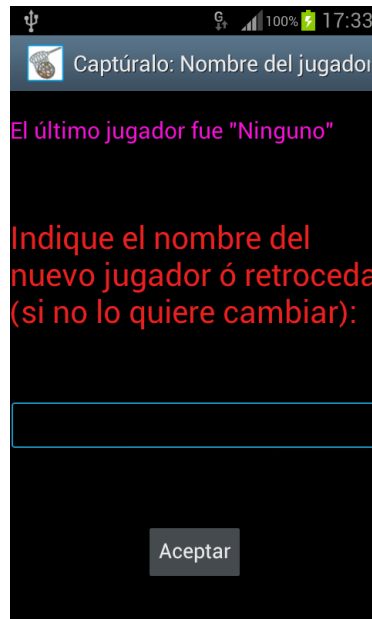 G 100% 17:33
Captúralo: Nombre del jugador
El último jugador fue "Ninguno"
Indique el nombre del
nuevo jugador ó retroceda
(si no lo quiere cambiar):
Aceptar